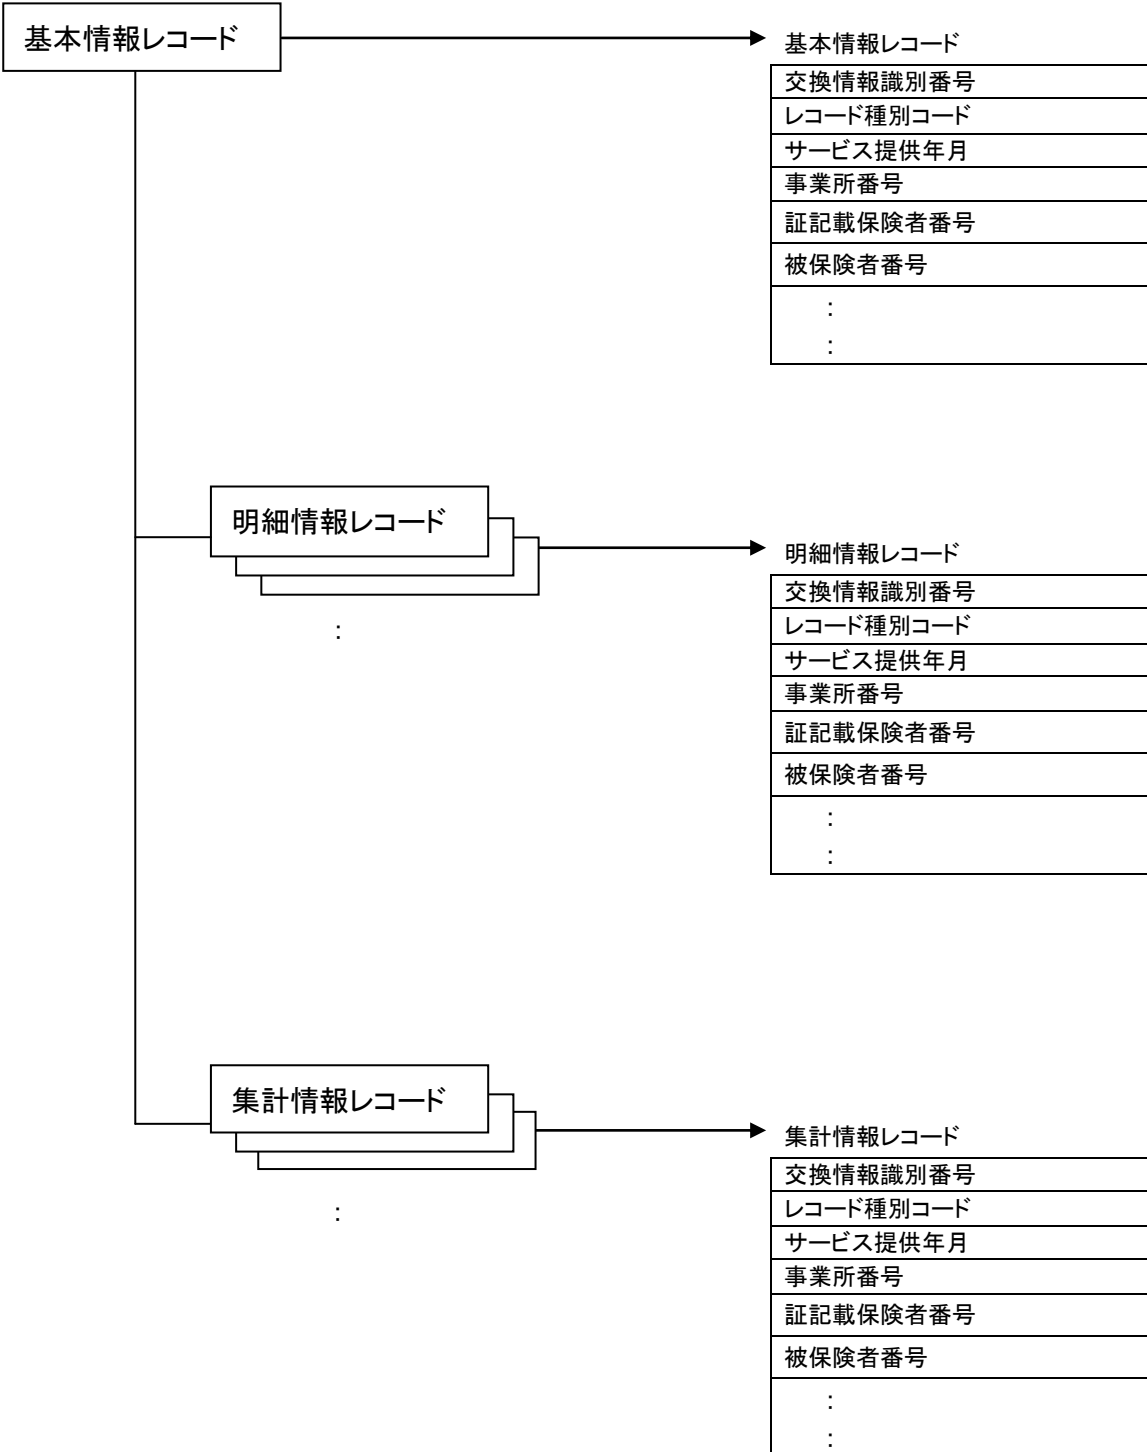 基本情報レコード
基本情報レコード
交換情報識別番号
レコード種別コード
サービス提供年月
事業所番号
証記載保険者番号
被保険者番号
:
:
明細情報レコード
:
明細情報レコード
交換情報識別番号
レコード種別コード
サービス提供年月
事業所番号
証記載保険者番号
被保険者番号
:
:
集計情報レコード
:
集計情報レコード
交換情報識別番号
レコード種別コード
サービス提供年月
事業所番号
証記載保険者番号
被保険者番号
:
: